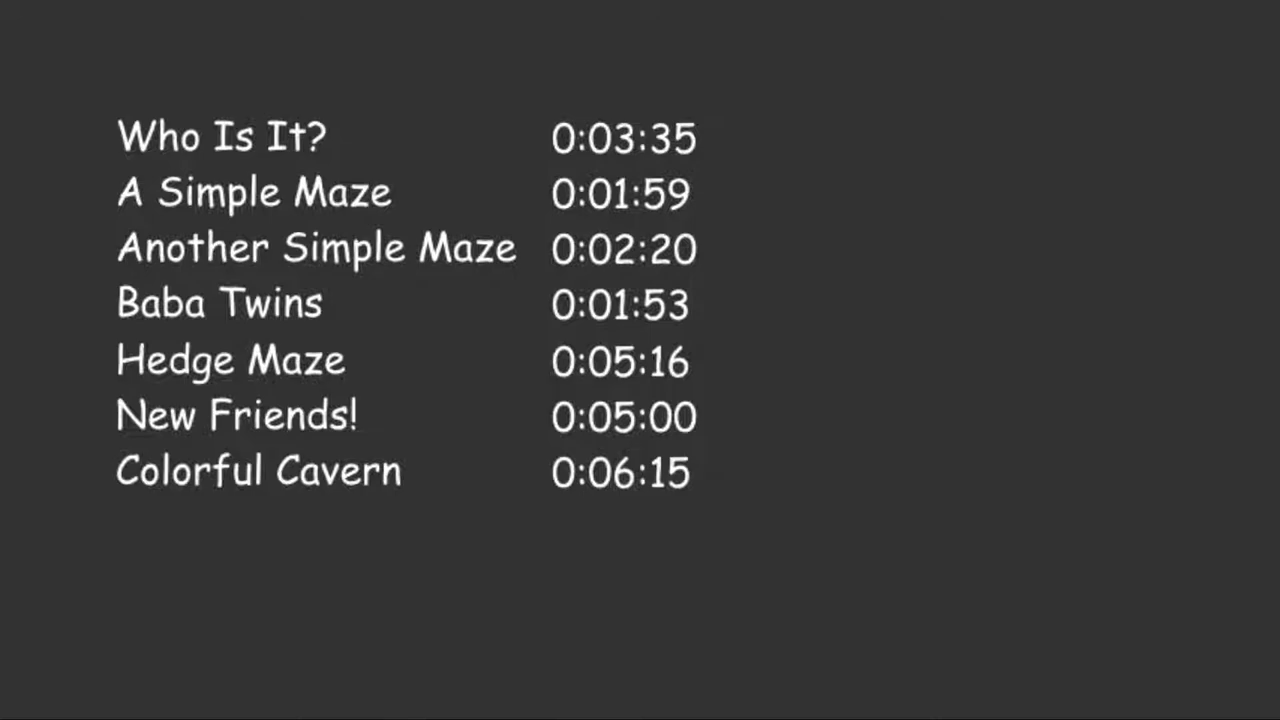 Who Is It? 0:03:35
A Simple Maze 0:01:59
Another Simple Maze 0:02:20
Baba Twins 0:01:53
Hedge Maze 0:05:16
New Friends! 0:05:00
Colorful Cavern 0:06:15